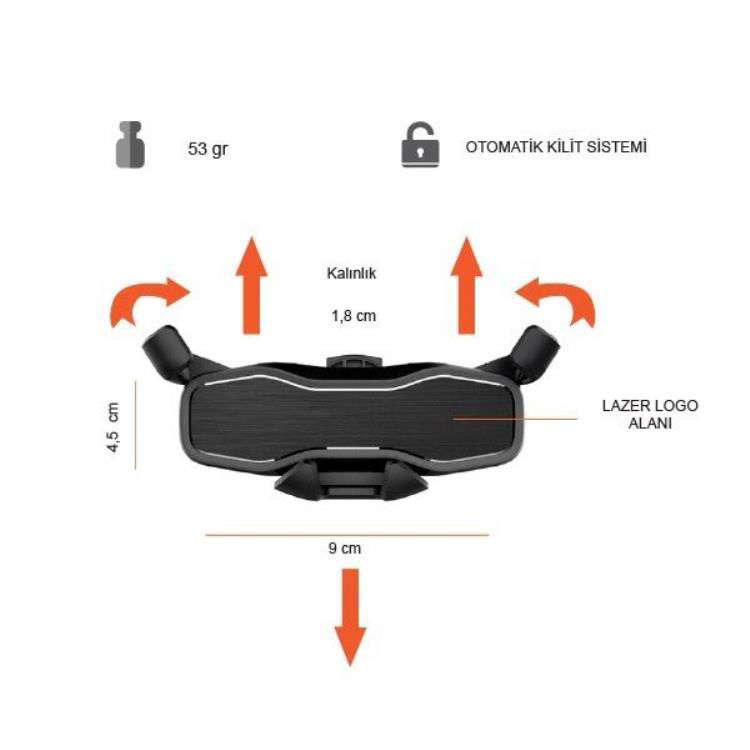 53 gr
OTOMATİK KİLİT SİSTEMİ
Kalınlık
1,8 cm
4,5 cm
LAZER LOGO
ALANI
9 cm